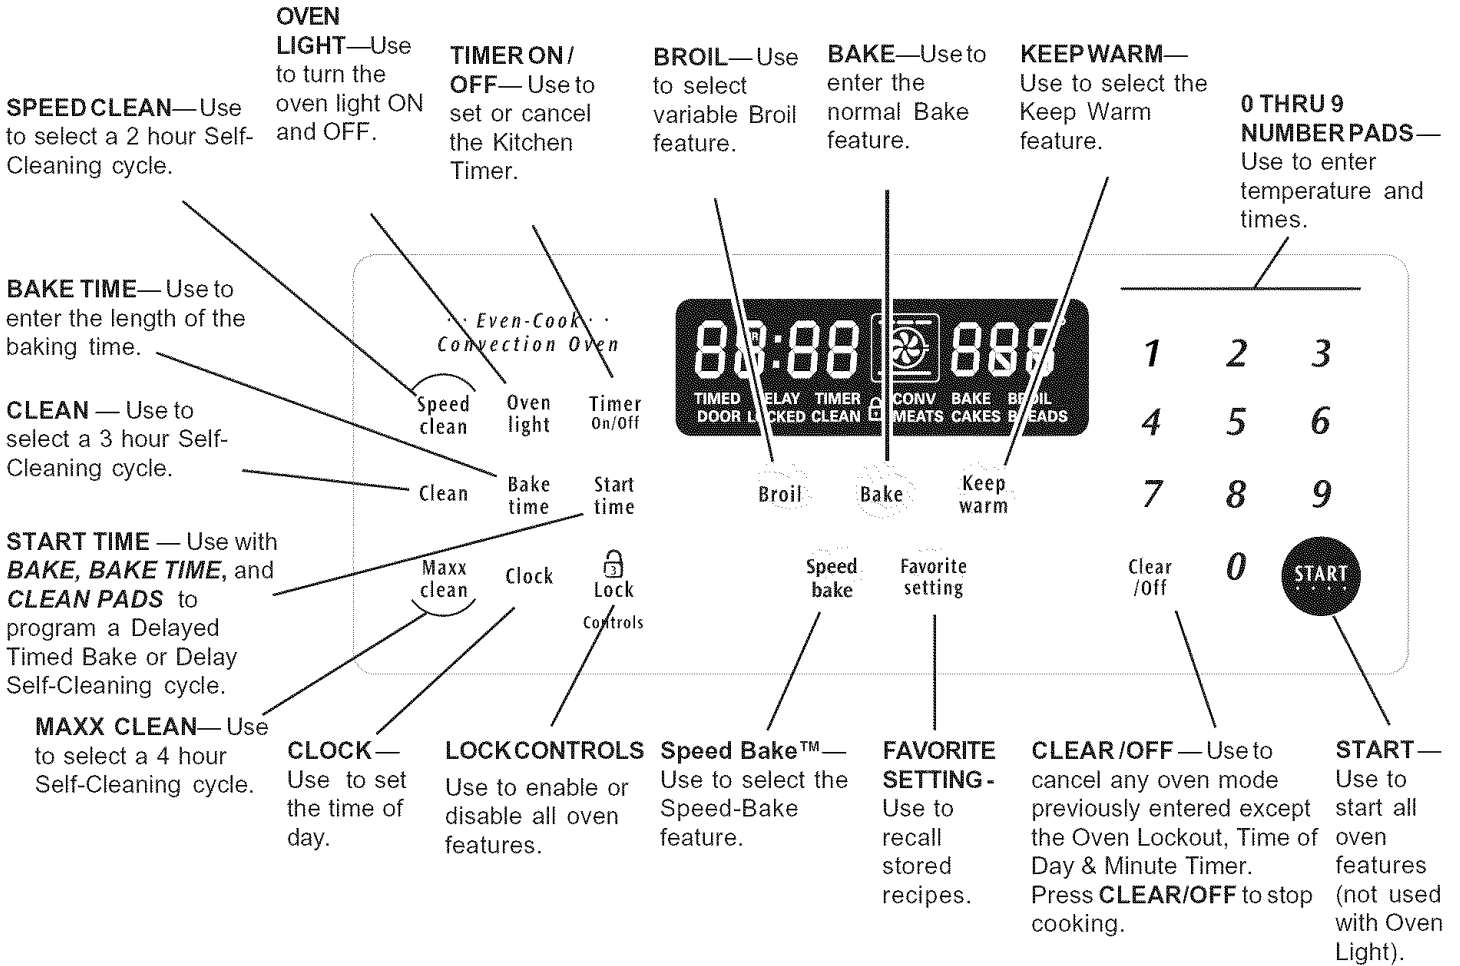 OVEN
LIGHT—Use
to turn the
oven light ON
and OFF.
TIMER ON /
OFF— Use to
set or cancel
the Kitchen
Timer.
BROIL— Use
to select
variable Broil
feature.
BAKE—Use to
enter the
normal Bake
feature.
KEEP WARM—
Use to select the
Keep Warm
feature.
0 THRU 9
NUMBER PADS—
Use to enter
temperature and
times.
SPEED CLEAN— Use
to select a 2 hour Self-
Cleaning cycle.
BAKE TIME— Use to
enter the length of the
baking time.
CLEAN — Use to
select a 3 hour Self-
Cleaning cycle.
START TIME — Use with
BAKE, BAKE TIME, and
CLEAN PADS to
program a Delayed
Timed Bake or Delay
Self-Cleaning cycle.
MAXX CLEAN— Use
to select a 4 hour
Self-Cleaning cycle.
Even-Cook
Convection Oven
Speed
clean
Oven
light
Timer
On/Off
Clean
Bake
time
Start
time
Maxx
clean
Clock
3
Lock
Controls
88:88 888°
TIMED DELAY TIMER CONV BAKE BROIL
DOOR LOCKED CLEAN MEATS CAKES BREADS
Broil
Bake
Keep
warm
Speed
bake
Favorite
setting
1 2 3
4 5 6
7 8 9
Clear
/Off
0
START
CLOCK —
Use to set
the time of
day.
LOCK CONTROLS
Use to enable or
disable all oven
features.
Speed Bake™—
Use to select the
Speed-Bake
feature.
FAVORITE
SETTING -
Use to
recall
stored
recipes.
CLEAR /OFF — Use to
cancel any oven mode
previously entered except
the Oven Lockout, Time of
Day & Minute Timer.
Press CLEAR/OFF to stop
cooking.
START —
Use to
start all
oven
features
(not used
with Oven
Light).